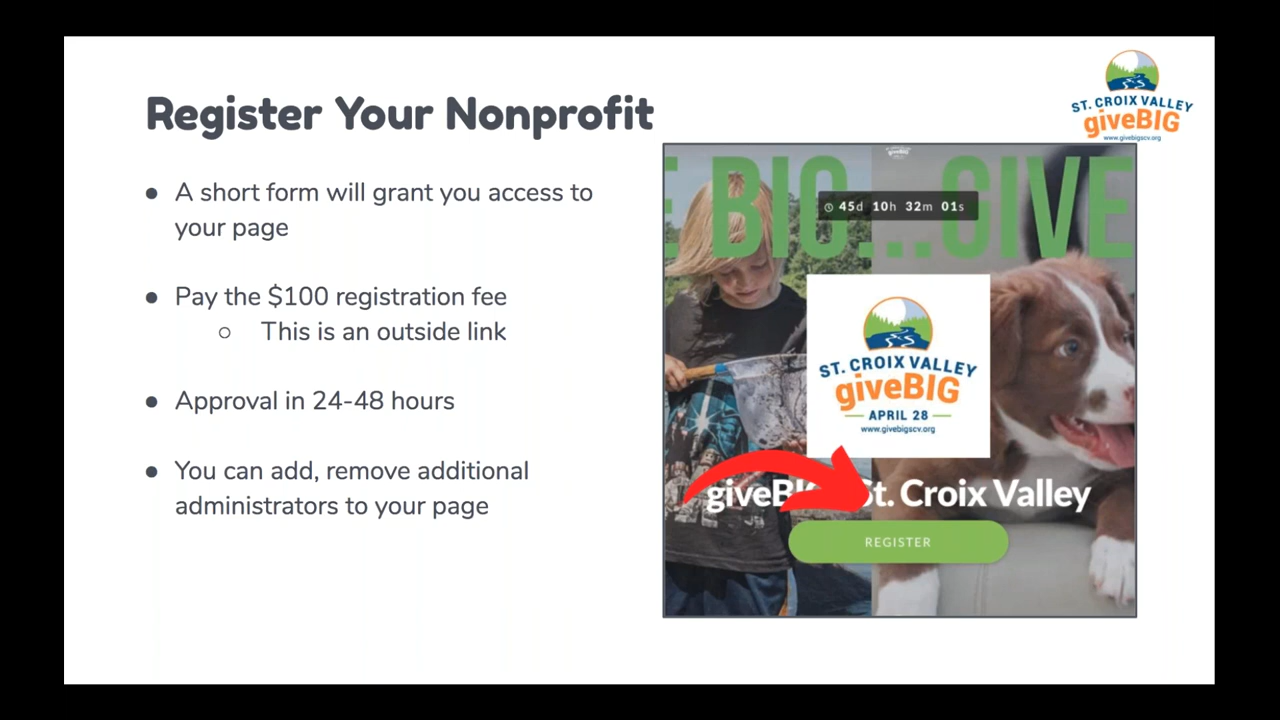 Register Your Nonprofit
ST. CROIX VALLEY
giveBIG
www.givebigscv.org
● A short form will grant you access to
your page
● Pay the $100 registration fee
○ This is an outside link
● Approval in 24-48 hours
● You can add, remove additional
administrators to your page
E BIG...GIVE
45d 10h 32m 01s
ST. CROIX VALLEY
giveBIG
APRIL 28
www.givebigscv.org
St. Croix Valley
REGISTER